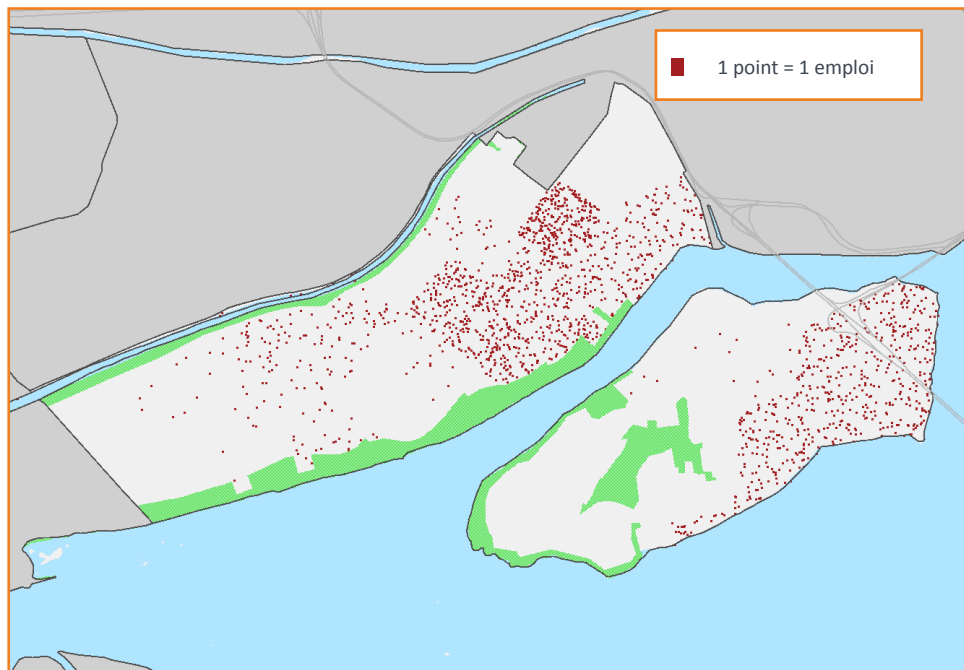 1 point = 1 emploi